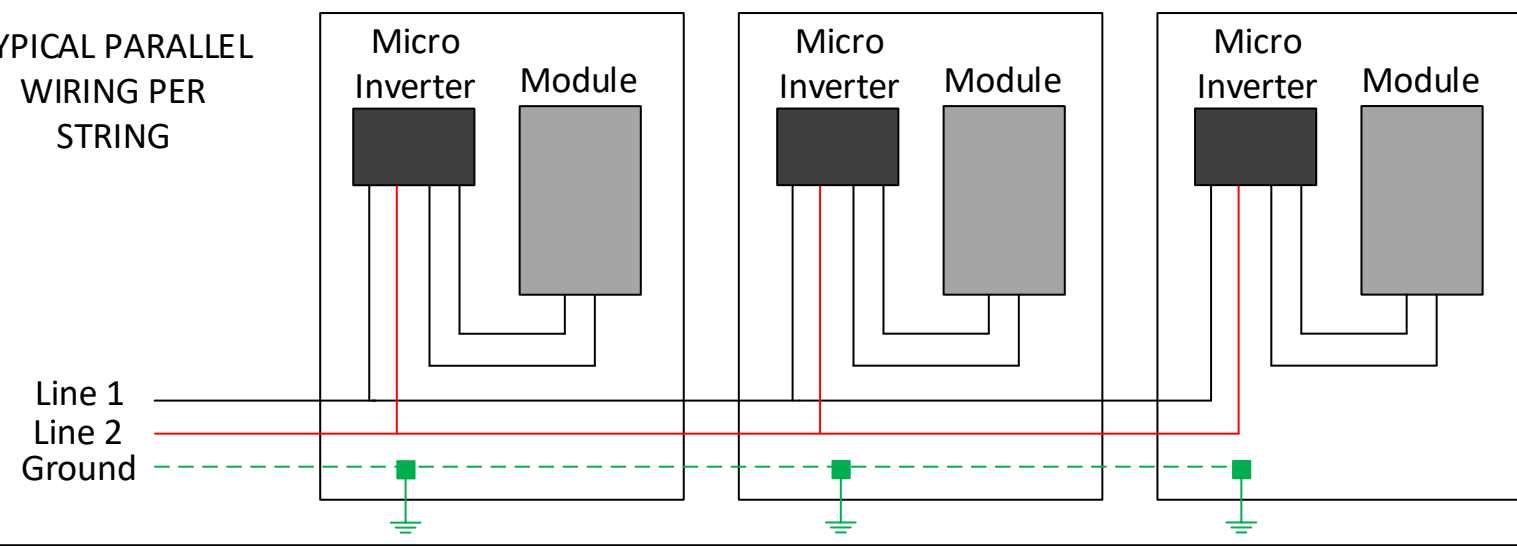 YPICAL PARALLEL
WIRING PER
STRING
Micro
Inverter
Module
Micro
Inverter
Module
Micro
Inverter
Module
Line 1
Line 2
Ground